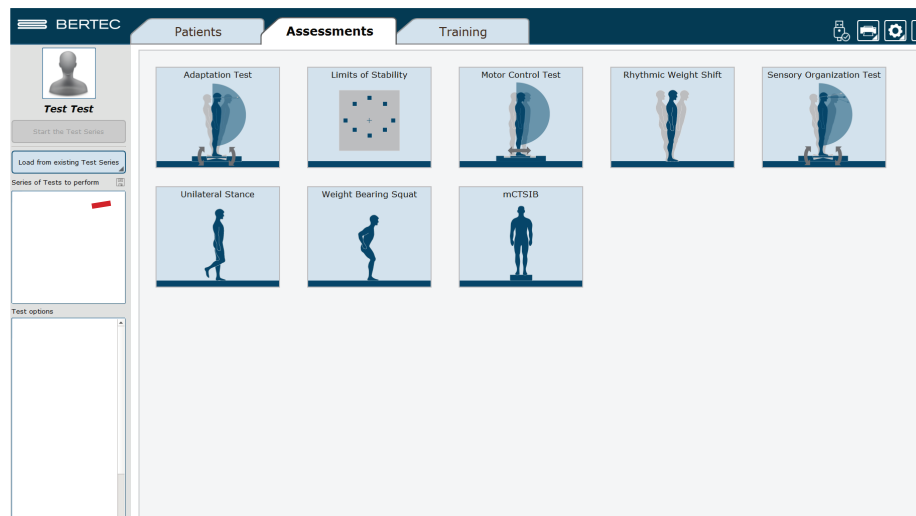 BERTEC
Patients
Assessments
Training
Test Test
Start the Test Series
Load from existing Test Series
Series of Tests to perform
Test options
Adaptation Test
Limits of Stability
Motor Control Test
Rhythmic Weight Shift
Sensory Organization Test
Unilateral Stance
Weight Bearing Squat
mCTSIB